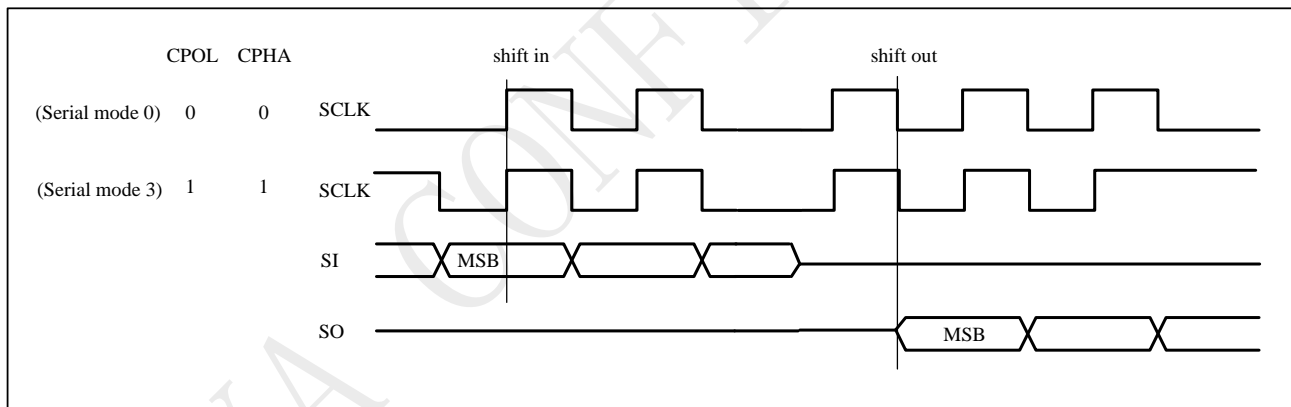 CPOL CPHA shift in shift out
(Serial mode 0) 0 0 SCLK
(Serial mode 3) 1 1 SCLK
SI MSB
SO MSB